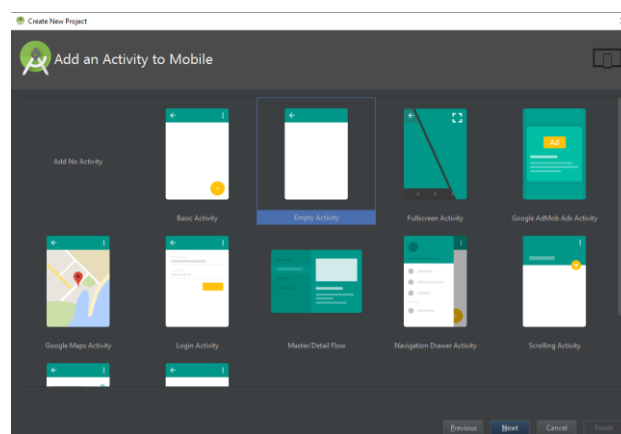 Create New Project
Add an Activity to Mobile
Add No Activity
Basic Activity
Empty Activity
Fullscreen Activity
Ad
Google AdMob Ads Activity
Google Maps Activity
Login Activity
Master/Detail Flow
Navigation Drawer Activity
Scrolling Activity
Previous
Next
Cancel
Finish